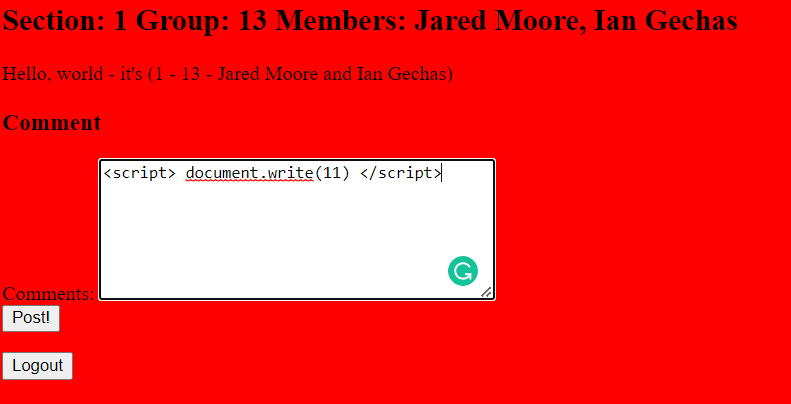 Section: 1 Group: 13 Members: Jared Moore, Ian Gechas
Hello, world - it's (1 - 13 - Jared Moore and Ian Gechas)
Comment
<script> document.write(11) </script>
Comments:
Post!
Logout